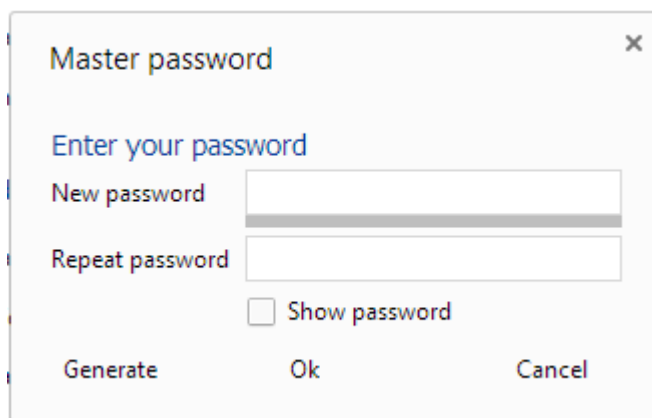 Master password
Enter your password
New password
Repeat password
Show password
Generate Ok Cancel